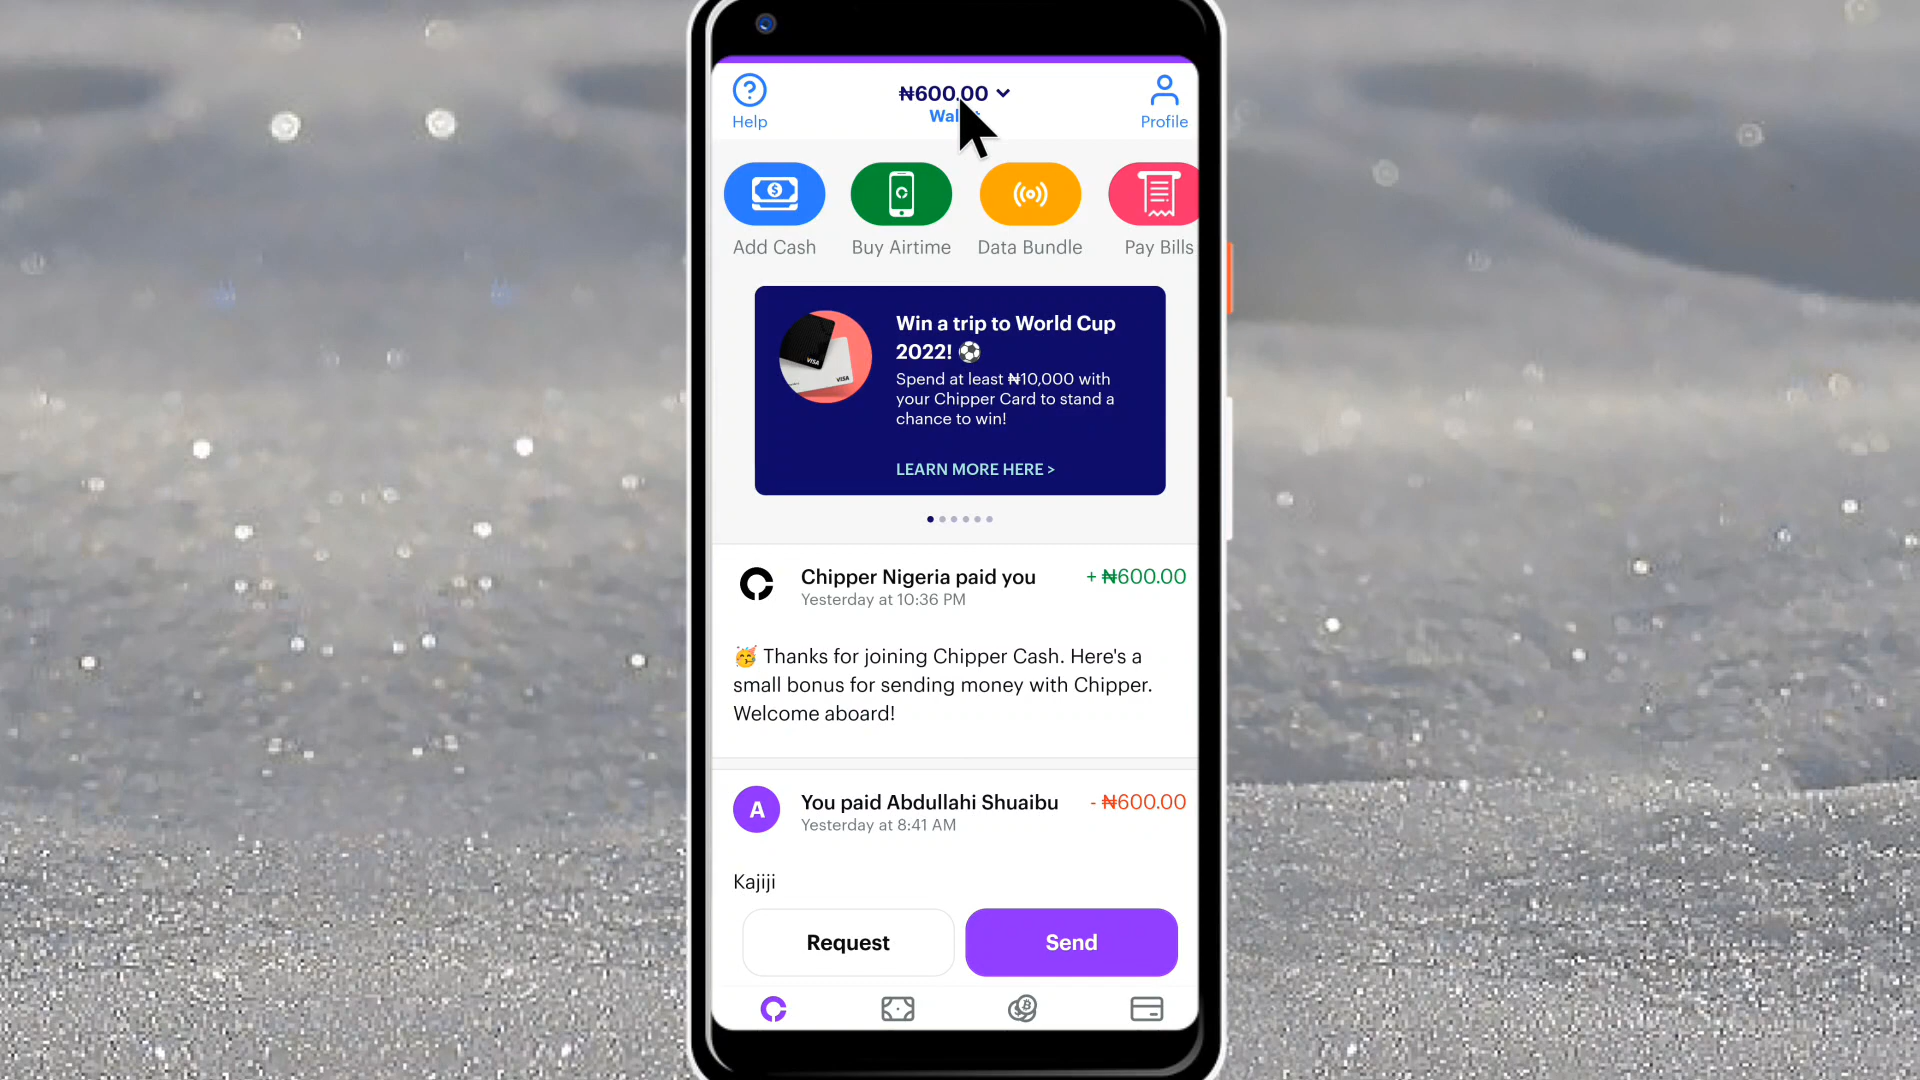 ₦600.00
Help
Profile
Add Cash
Buy Airtime
Data Bundle
Pay Bills
VISA
VISA
Win a trip to World Cup
2022! ⚽
Spend at least ₦10,000 with
your Chipper Card to stand a
chance to win!
LEARN MORE HERE >
Chipper Nigeria paid you
+ ₦600.00
Yesterday at 10:36 PM
🥳 Thanks for joining Chipper Cash. Here's a
small bonus for sending money with Chipper.
Welcome aboard!
A
You paid Abdullahi Shuaibu
- ₦600.00
Yesterday at 8:41 AM
Kajiji
Request
Send